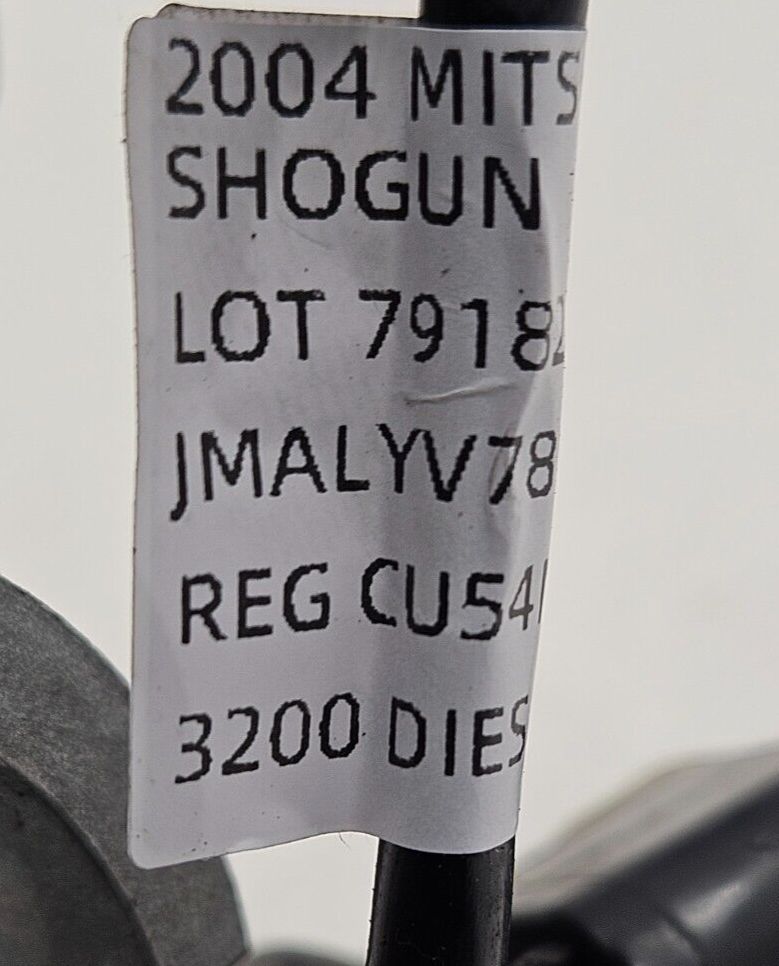 2004 MITS
SHOGUN
LOT 7918
JMALYV78
REG CU54
3200 DIES